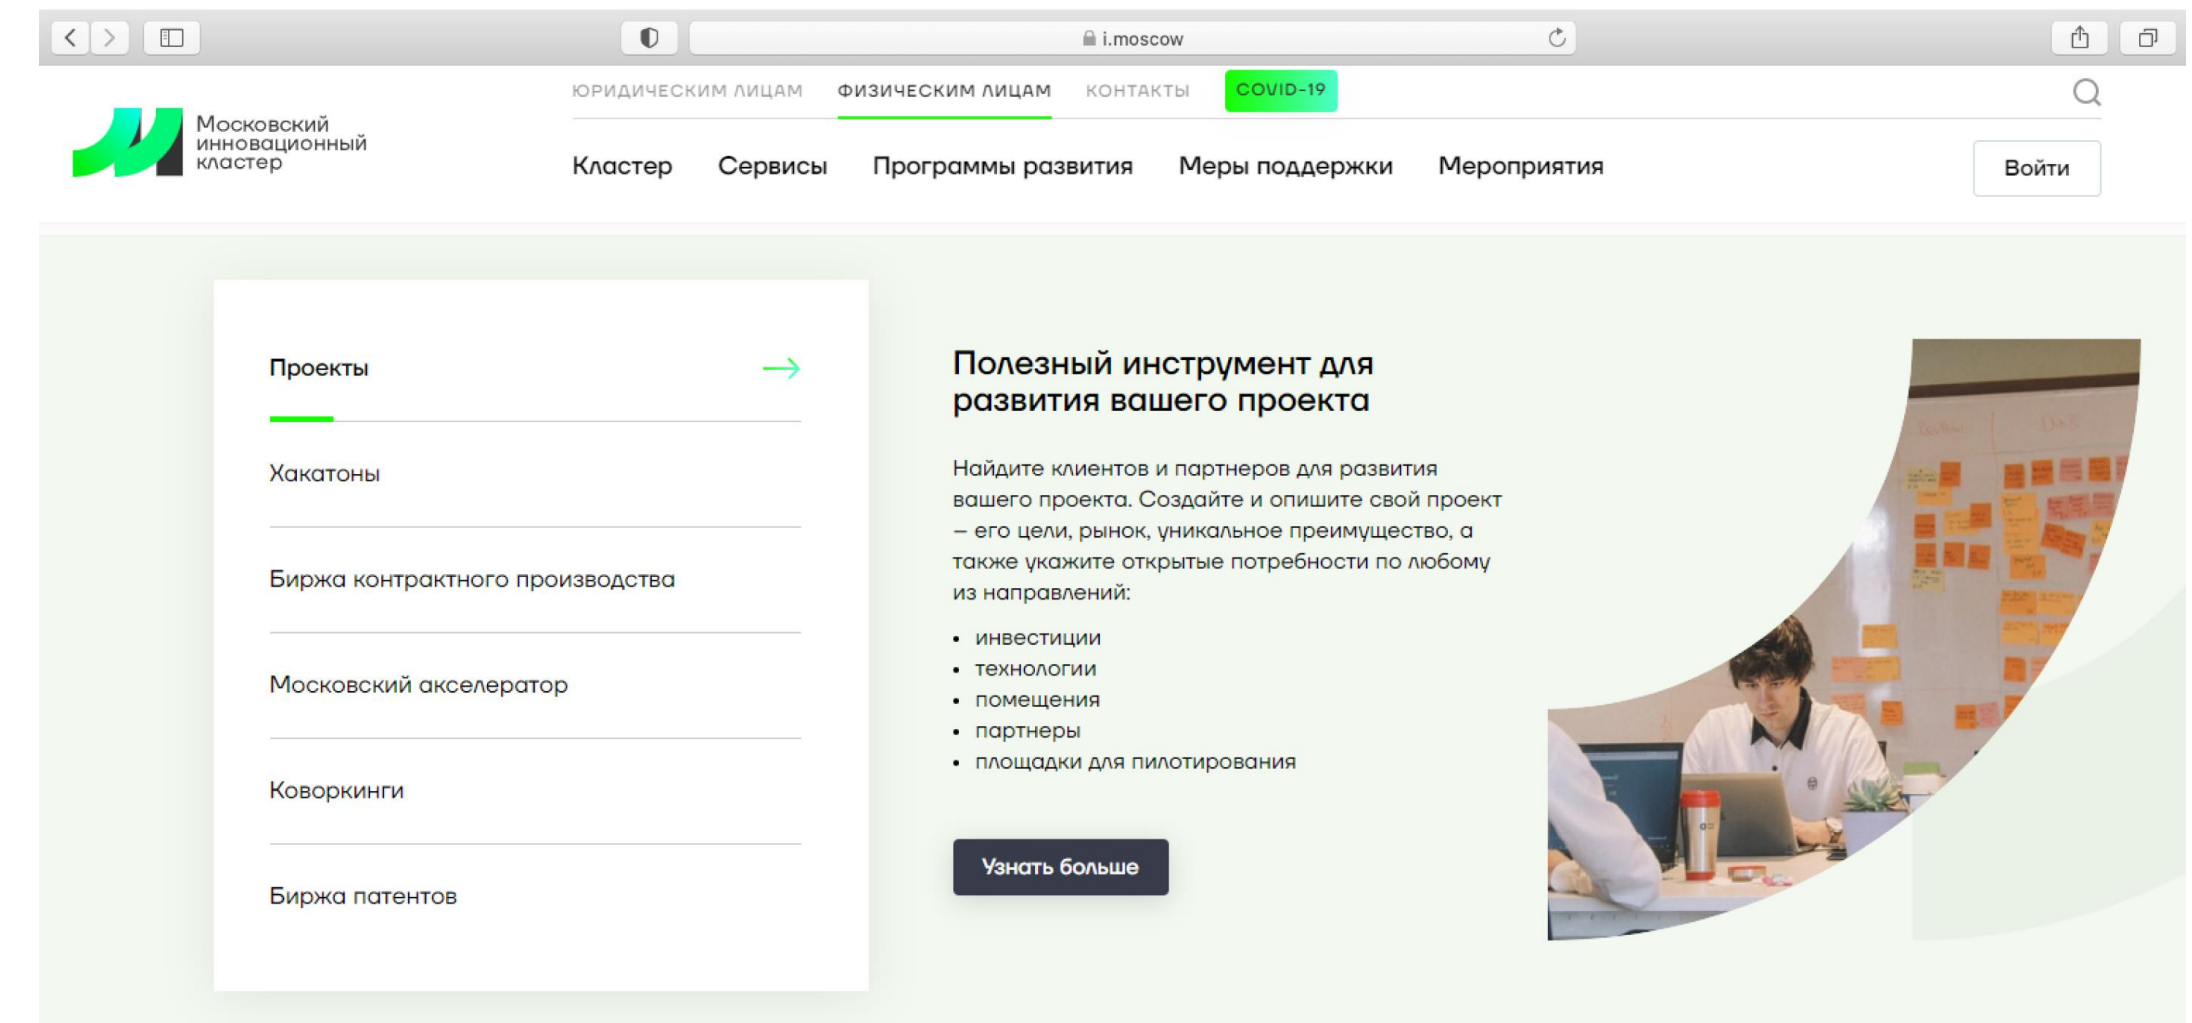 i.moscow
ЮРИДИЧЕСКИМ ЛИЦАМ
ФИЗИЧЕСКИМ ЛИЦАМ
КОНТАКТЫ
COVID-19
Московский
инновационный
кластер
Кластер
Сервисы
Программы развития
Меры поддержки
Мероприятия
Войти
Проекты
Хакатоны
Биржа контрактного производства
Московский акселератор
Коворкинги
Биржа патентов
Полезный инструмент для
развития вашего проекта
Найдите клиентов и партнеров для развития
вашего проекта. Создайте и опишите свой проект
– его цели, рынок, уникальное преимущество, а
также укажите открытые потребности по любому
из направлений:
• инвестиции
• технологии
• помещения
• партнеры
• площадки для пилотирования
Узнать больше